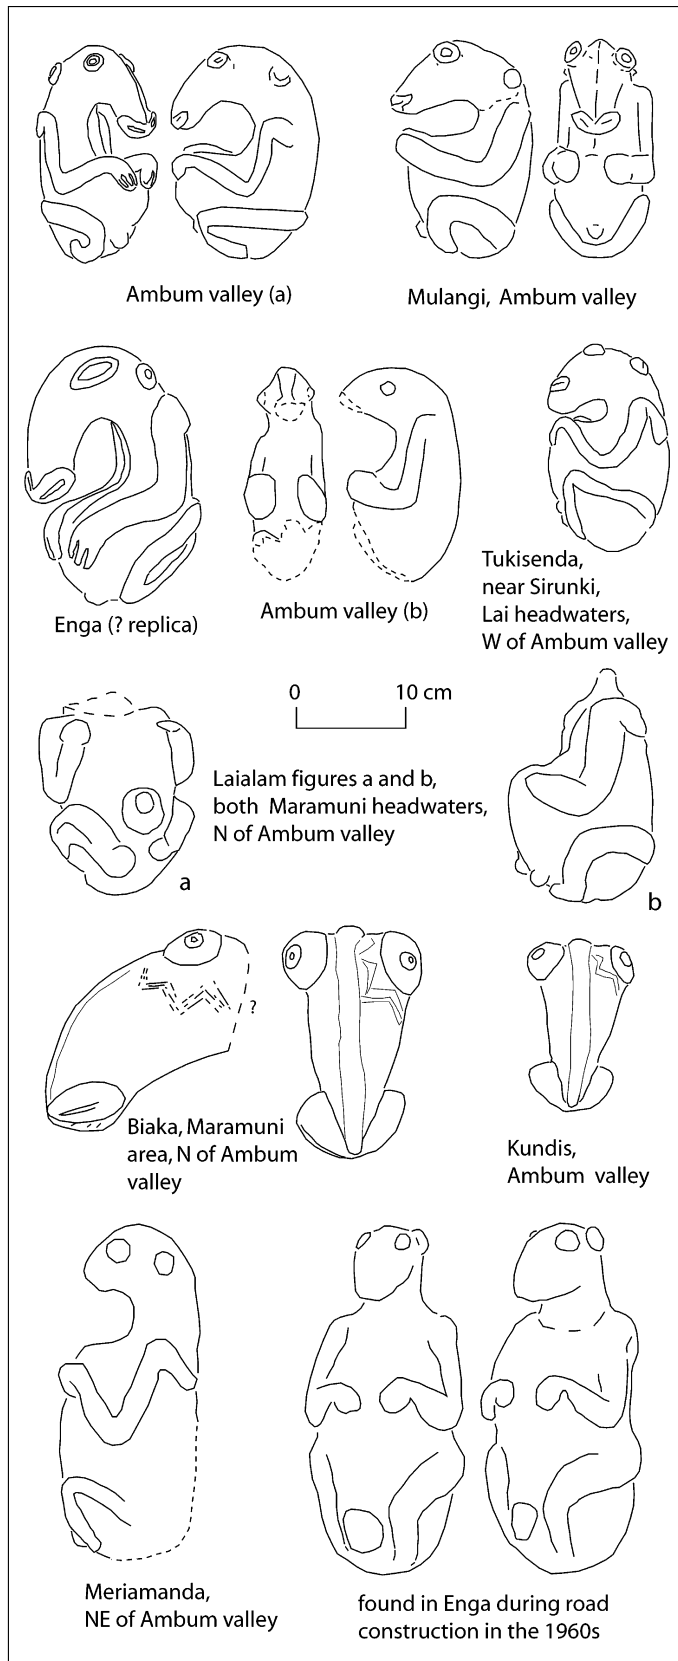 Ambum valley (a)
Mulangi, Ambum valley
Enga (? replica)
Ambum valley (b)
Tukisenda,
near Sirunki,
Lai headwaters,
W of Ambum valley
0 10 cm
Laialam figures a and b,
both Maramuni headwaters,
N of Ambum valley
a
b
?
Biaka, Maramuni
area, N of Ambum
valley
Kundis,
Ambum valley
Meriamanda,
NE of Ambum valley
found in Enga during road
construction in the 1960s